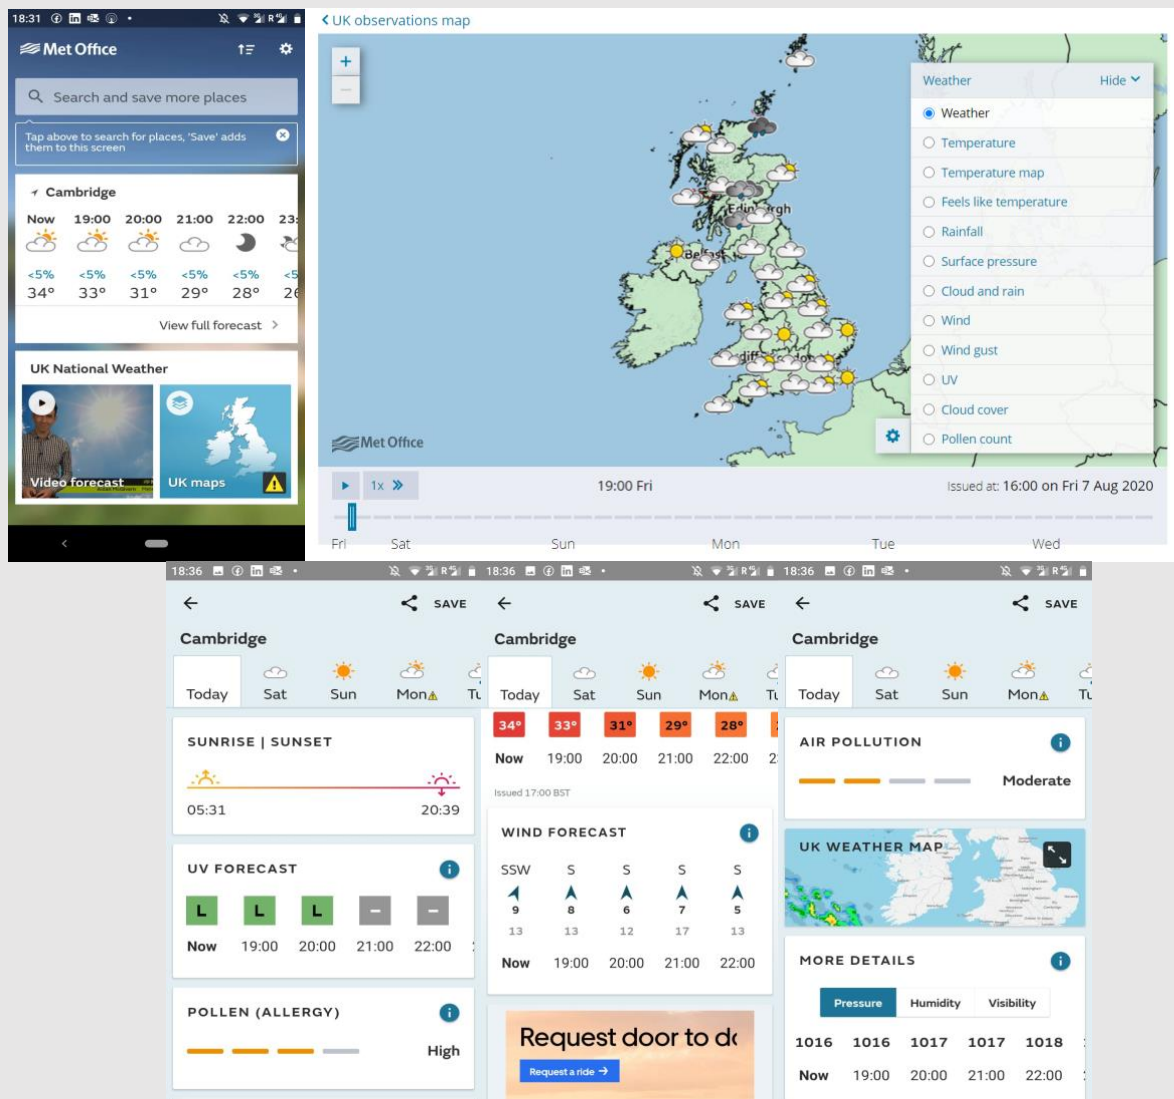 18:31
R
Met Office
Search and save more places
Tap above to search for places, 'Save' adds
them to this screen
Cambridge
Now 19:00 20:00 21:00 22:00 23:
<5% <5% <5% <5% <5% <5
34° 33° 31° 29° 28° 26
View full forecast
UK National Weather
Video forecast
UK maps
UK observations map
+
−
Weather Hide
Weather
Temperature
Temperature map
Feels like temperature
Rainfall
Surface pressure
Cloud and rain
Wind
Wind gust
UV
Cloud cover
Pollen count
Edinburgh
Belfast
Met Office
1x
19:00 Fri
Issued at: 16:00 on Fri 7 Aug 2020
Fri Sat Sun Mon Tue Wed
18:36
R
SAVE
Cambridge
Today Sat Sun Mon Tu
SUNRISE | SUNSET
05:31 20:39
UV FORECAST
L L L – –
Now 19:00 20:00 21:00 22:00
POLLEN (ALLERGY)
High
18:36
R
SAVE
Cambridge
Today Sat Sun Mon Tu
34° 33° 31° 29° 28°
Now 19:00 20:00 21:00 22:00 2
Issued 17:00 BST
WIND FORECAST
SSW S S S S
9 8 6 7 5
13 13 12 17 13
Now 19:00 20:00 21:00 22:00
Request door to do
Request a ride →
18:36
R
SAVE
Cambridge
Today Sat Sun Mon Tu
AIR POLLUTION
Moderate
UK WEATHER MAP
MORE DETAILS
Pressure Humidity Visibility
1016 1016 1017 1017 1018
Now 19:00 20:00 21:00 22:00